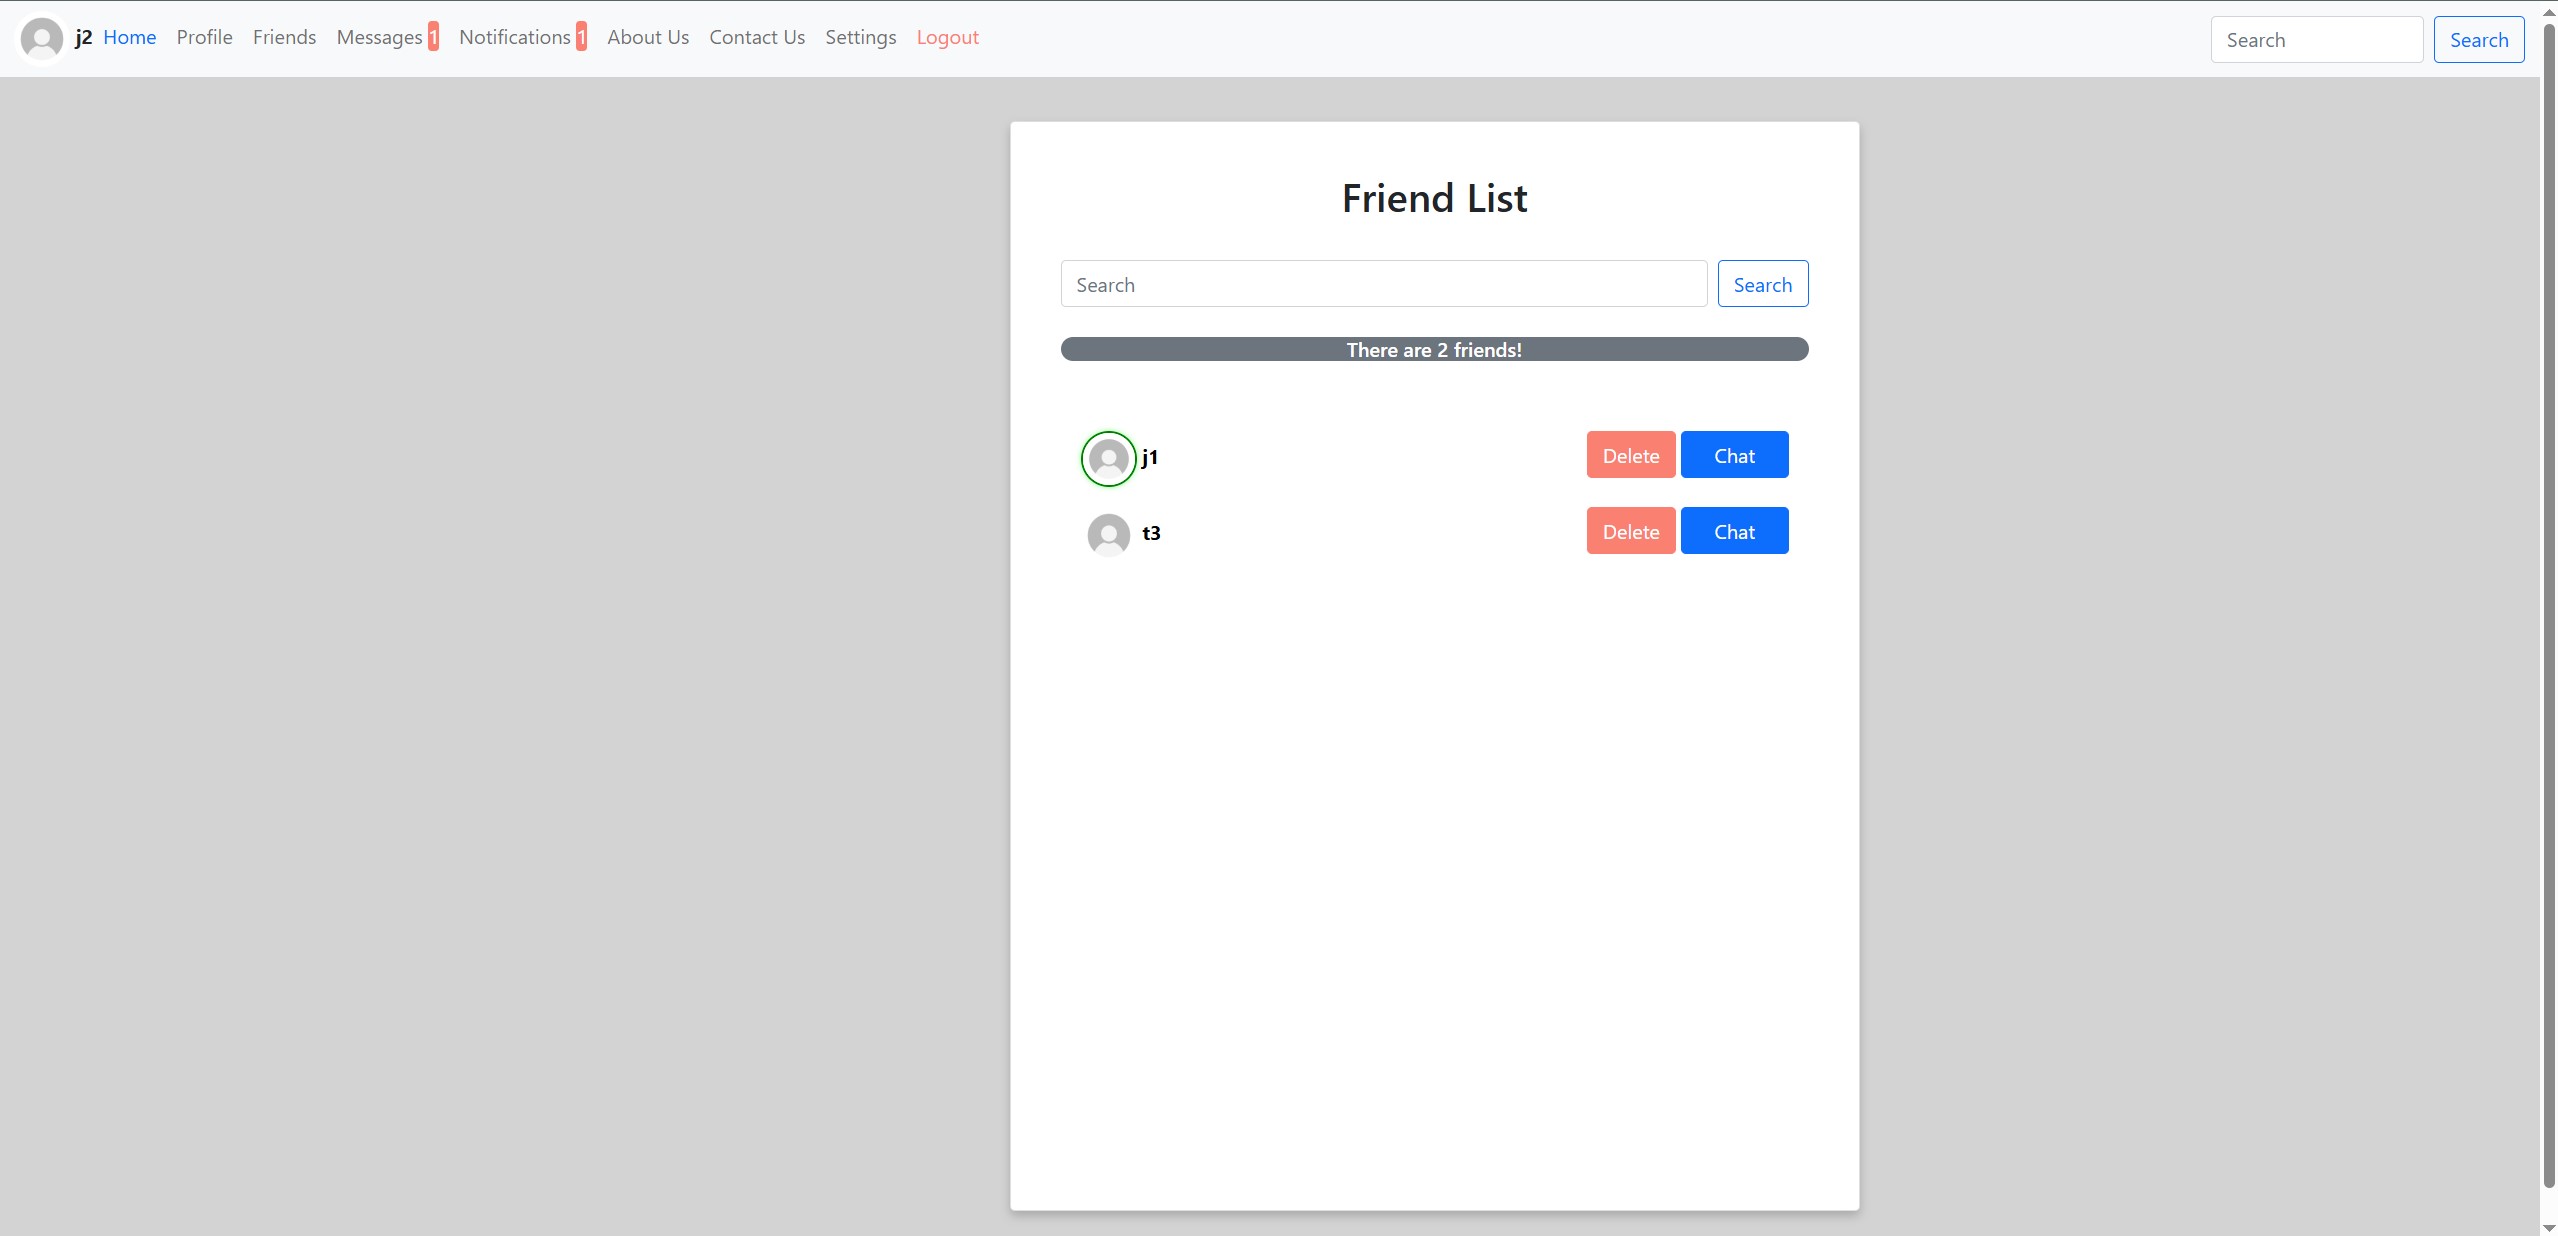 j2 Home Profile Friends Messages 1 Notifications 1 About Us Contact Us Settings Logout Search Search
Friend List
Search Search
There are 2 friends!
j1 Delete Chat
t3 Delete Chat